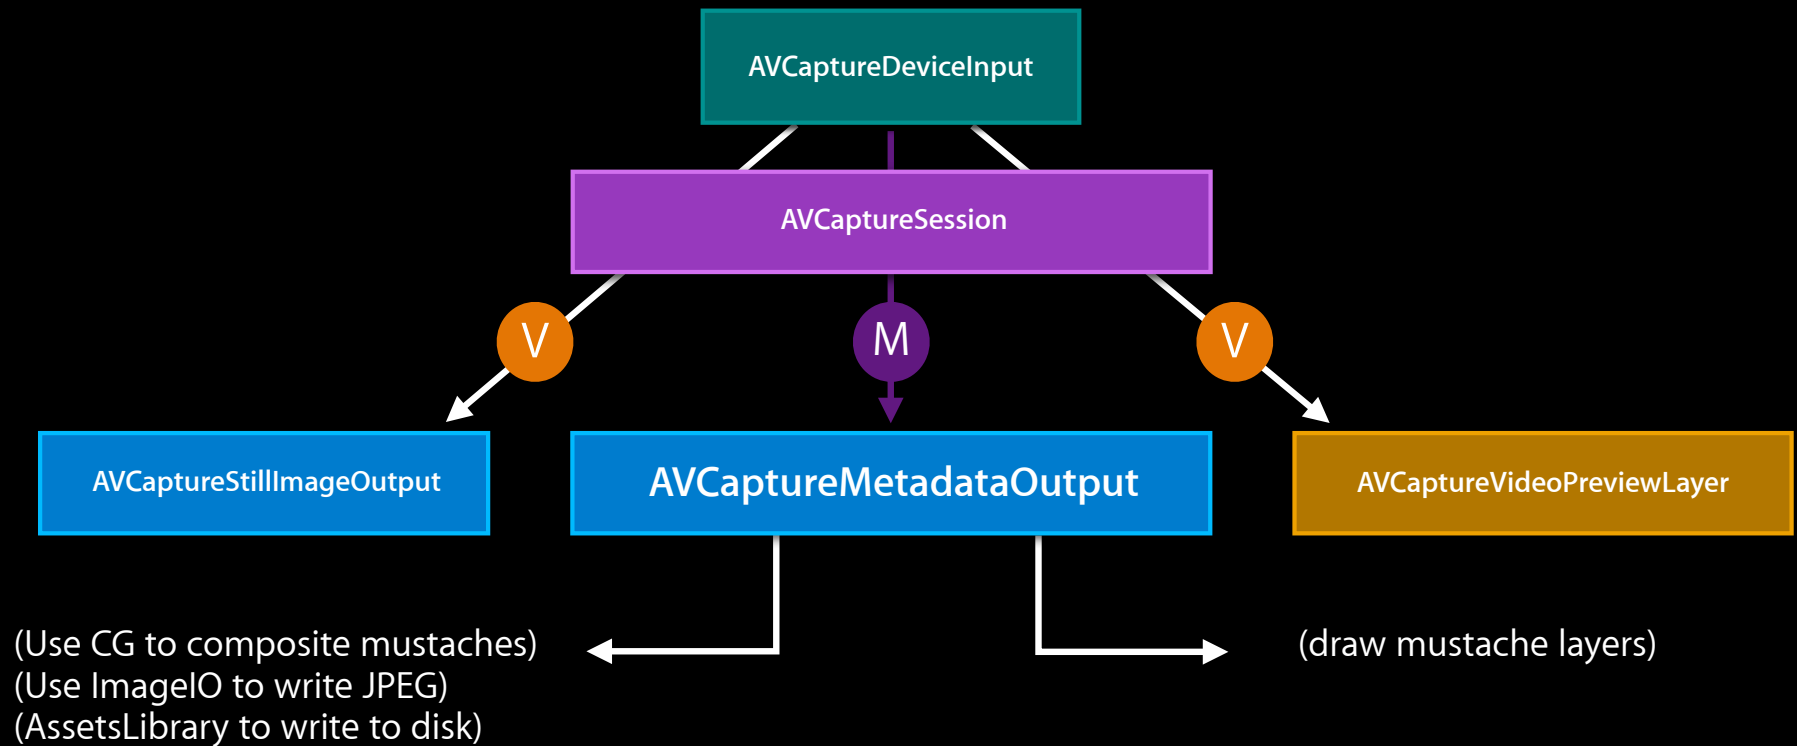 AVCaptureDeviceInput
AVCaptureSession
V
M
V
AVCaptureStillImageOutput
AVCaptureMetadataOutput
AVCaptureVideoPreviewLayer
(Use CG to composite mustaches)
(Use ImageIO to write JPEG)
(AssetsLibrary to write to disk)
(draw mustache layers)